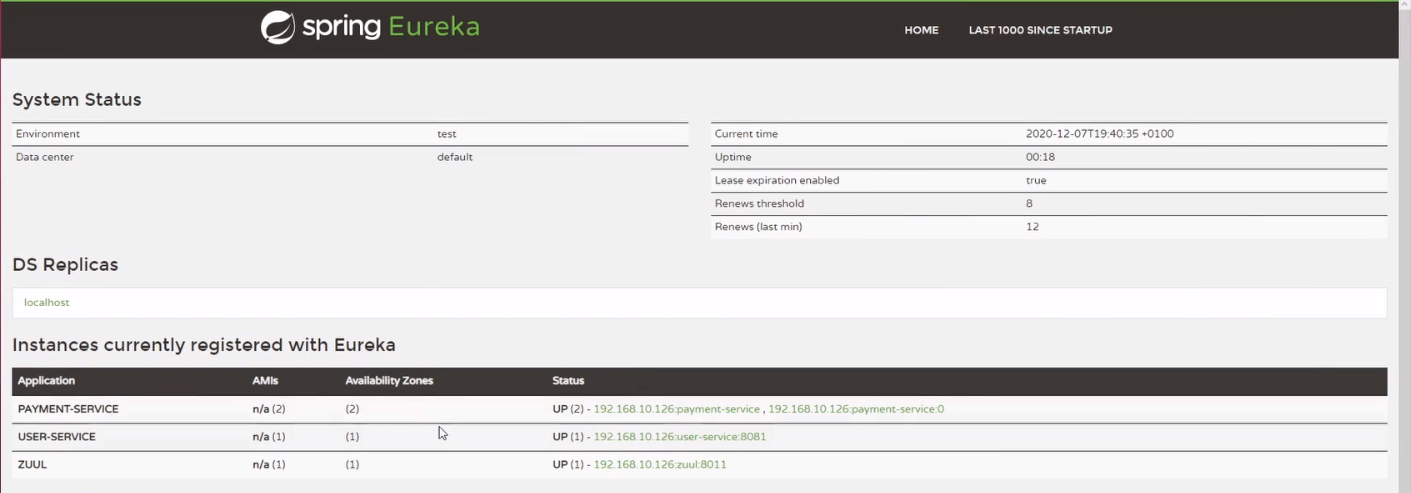 spring Eureka
HOME LAST 1000 SINCE STARTUP
System Status
Environment test
Data center default
Current time 2020-12-07T19:40:35 +0100
Uptime 00:18
Lease expiration enabled true
Renews threshold 8
Renews (last min) 12
DS Replicas
localhost
Instances currently registered with Eureka
Application AMIs Availability Zones Status
PAYMENT-SERVICE n/a (2) (2) UP (2) - 192.168.10.126:payment-service , 192.168.10.126:payment-service:0
USER-SERVICE n/a (1) (1) UP (1) - 192.168.10.126:user-service:8081
ZUUL n/a (1) (1) UP (1) - 192.168.10.126:zuul:8011